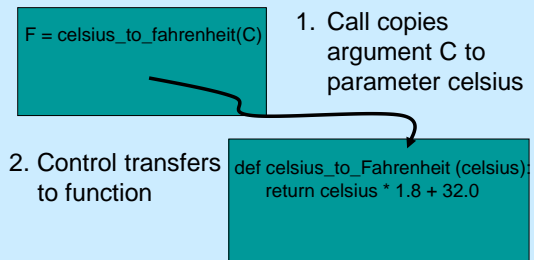 F = celsius_to_fahrenheit(C)
1. Call copies
argument C to
parameter celsius
2. Control transfers
to function
def celsius_to_Fahrenheit (celsius):
return celsius * 1.8 + 32.0